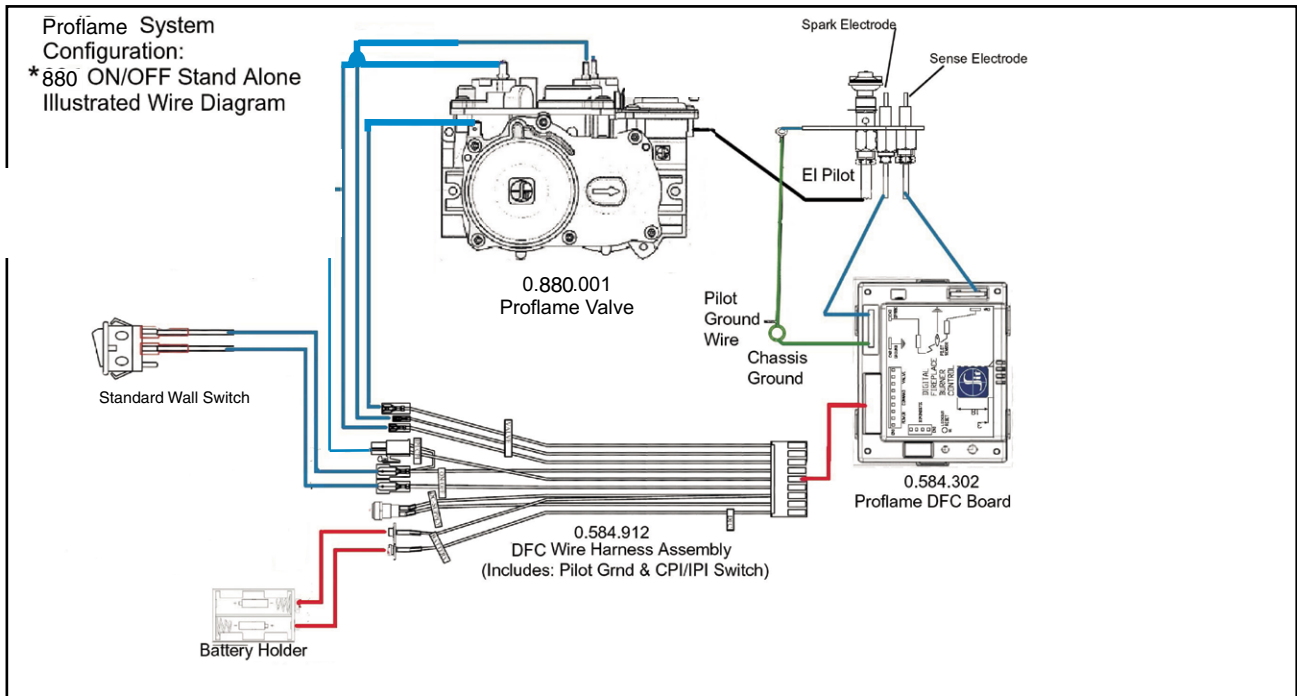 Proflame System
Configuration:
*880 ON/OFF Stand Alone
Illustrated Wire Diagram
Spark Electrode
Sense Electrode
EI Pilot
0.880.001
Proflame Valve
Pilot
Ground
Wire
Chassis
Ground
Standard Wall Switch
DIGITAL
FIREPLACE
BURNER
CONTROL
0.584.302
Proflame DFC Board
0.584.912
DFC Wire Harness Assembly
(Includes: Pilot Grnd & CPI/IPI Switch)
Battery Holder